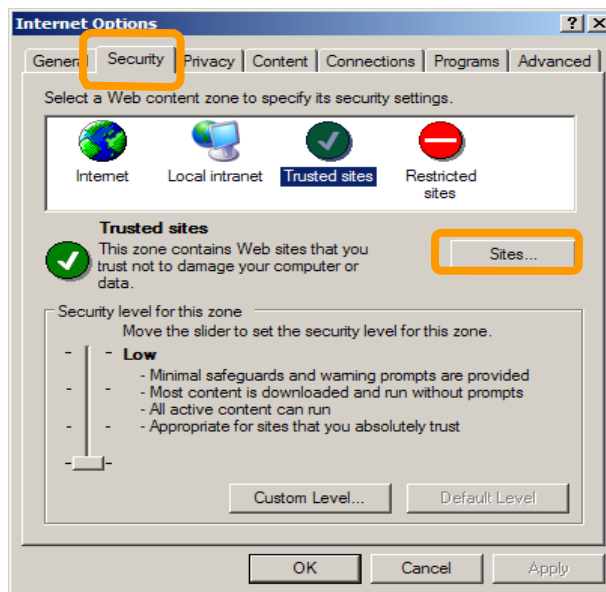 Internet Options
General Security Privacy Content Connections Programs Advanced
Select a Web content zone to specify its security settings.
Internet Local intranet Trusted sites Restricted
sites
Trusted sites
This zone contains Web sites that you
trust not to damage your computer or
data.
Sites...
Security level for this zone
Move the slider to set the security level for this zone.
Low
- Minimal safeguards and warning prompts are provided
- Most content is downloaded and run without prompts
- All active content can run
- Appropriate for sites that you absolutely trust
Custom Level... Default Level
OK Cancel Apply